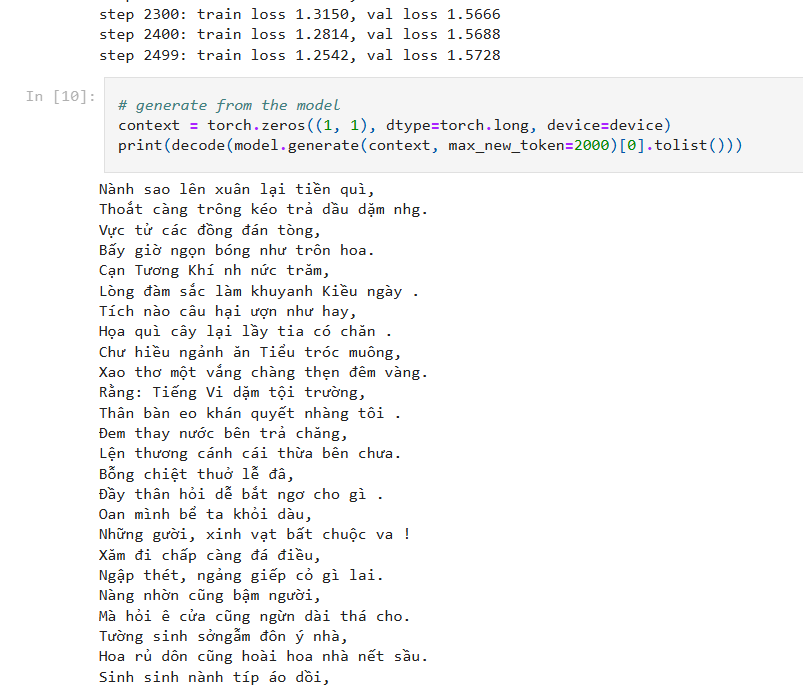 step 2300: train loss 1.3150, val loss 1.5666
step 2400: train loss 1.2814, val loss 1.5688
step 2499: train loss 1.2542, val loss 1.5728
In [10]:
# generate from the model
context = torch.zeros((1, 1), dtype=torch.long, device=device)
print(decode(model.generate(context, max_new_token=2000)[0].tolist()))
Nành sao lên xuân lại tiền quì,
Thoắt càng trông kéo trả dầu dặm nhg.
Vực tử các đồng đán tòng,
Bấy giờ ngọn bóng như trôn hoa.
Cạn Tương Khí nh nức trăm,
Lòng đàm sắc làm khuyanh Kiều ngày .
Tích nào câu hại ượn như hay,
Họa quì cây lại lầy tia có chăn .
Chư hiều ngảnh ăn Tiểu tróc muông,
Xao thơ một vắng chàng thẹn đêm vàng.
Rằng: Tiếng Vi dặm tội trường,
Thân bàn eo khán quyết nhàng tôi .
Đem thay nước bên trả chăng,
Lện thương cánh cái thừa bên chưa.
Bỗng chiệt thuở lễ đâ,
Đầy thân hỏi dễ bắt ngơ cho gì .
Oan mình bể ta khỏi dàu,
Những gười, xinh vạt bất chuộc va !
Xăm đi chấp càng đá điều,
Ngập thét, ngảng giếp cỏ gì lai.
Nàng nhờn cũng bậm người,
Mà hỏi ê cửa cũng ngừn dài thá cho.
Tường sinh sởngẫm đôn ý nhà,
Hoa rủ dôn cũng hoài hoa nhà nết sầu.
Sinh sinh nành típ áo dồi,